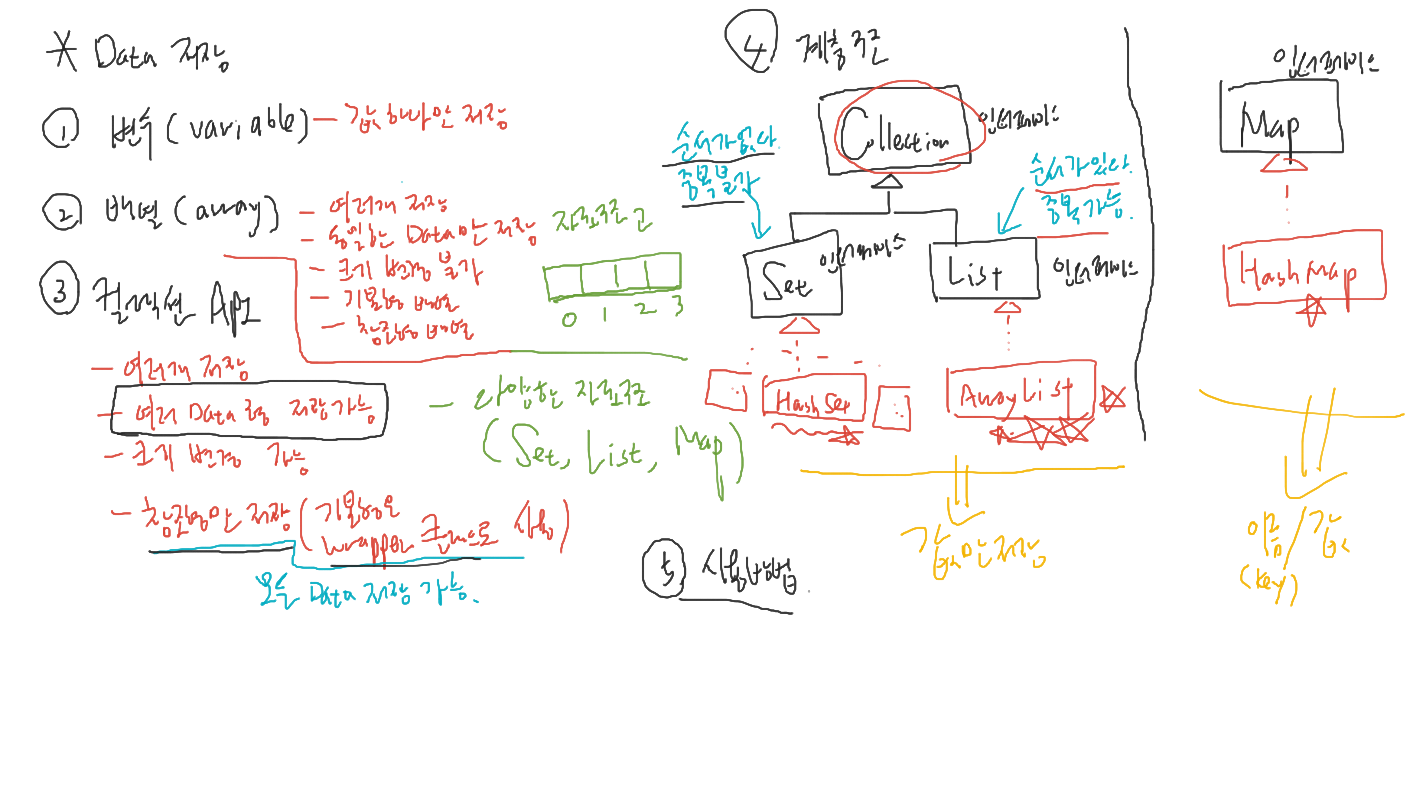 * Data 저장
① 변수 (variable) - 값 하나만 저장
② 배열 (array)
- 여러개 저장
- 동일한 Data만 저장
- 크기 변경 불가
- 기본형 배열
- 참조형 배열
자료구조
0 1 2 3
③ 컬렉션 API
- 여러개 저장
- 여러 Data형 저장 가능
- 크기 변경 가능
- 참조형만 저장 (기본형은
wrapper 클래스로 사용)
모든 Data 저장 가능.
- 다양한 자료구조
(Set, List, Map)
④ 계층구조
Collection
인터페이스
순서가 없다.
중복 불가
순서가 있다.
중복 가능.
Set
인터페이스
List
인터페이스
HashSet
ArrayList
값만 저장
인터페이스
Map
HashMap
이름/값
(key)
⑤ 사용방법.